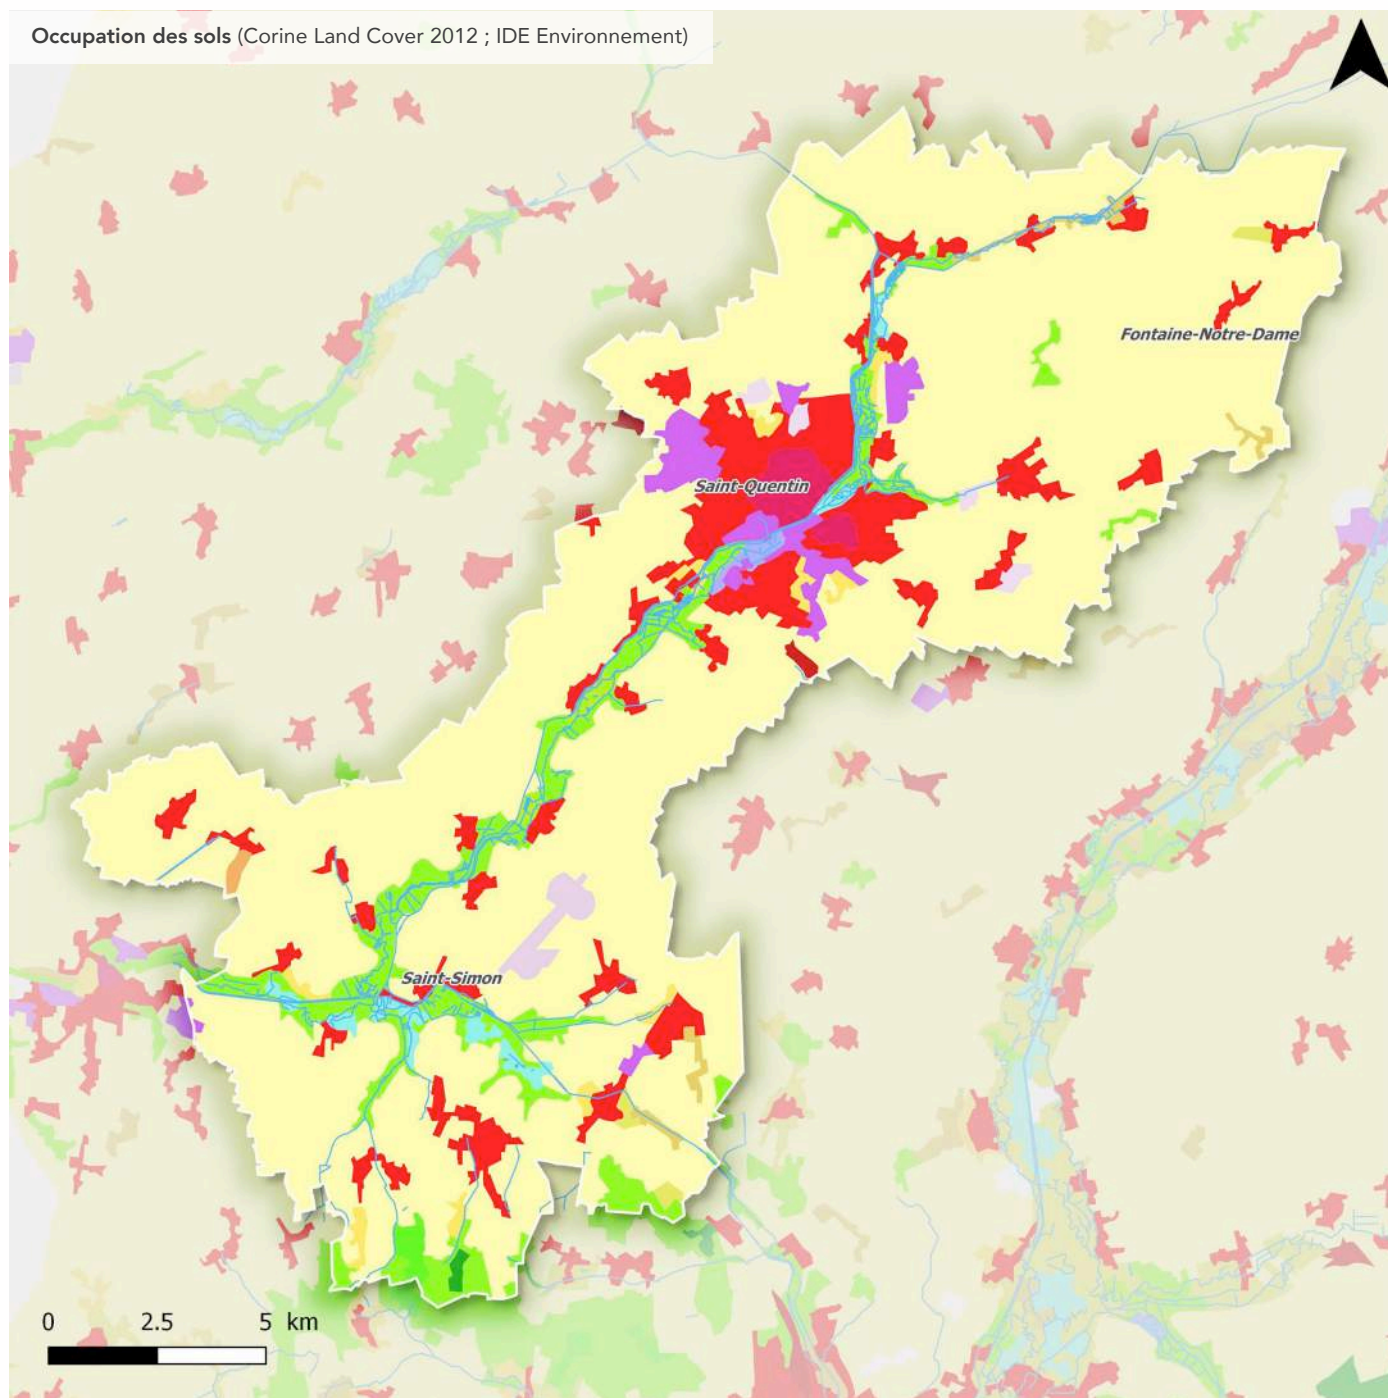 Occupation des sols (Corine Land Cover 2012 ; IDE Environnement)
Fontaine-Notre-Dame
Saint-Quentin
Saint-Simon
0 2.5 5 km